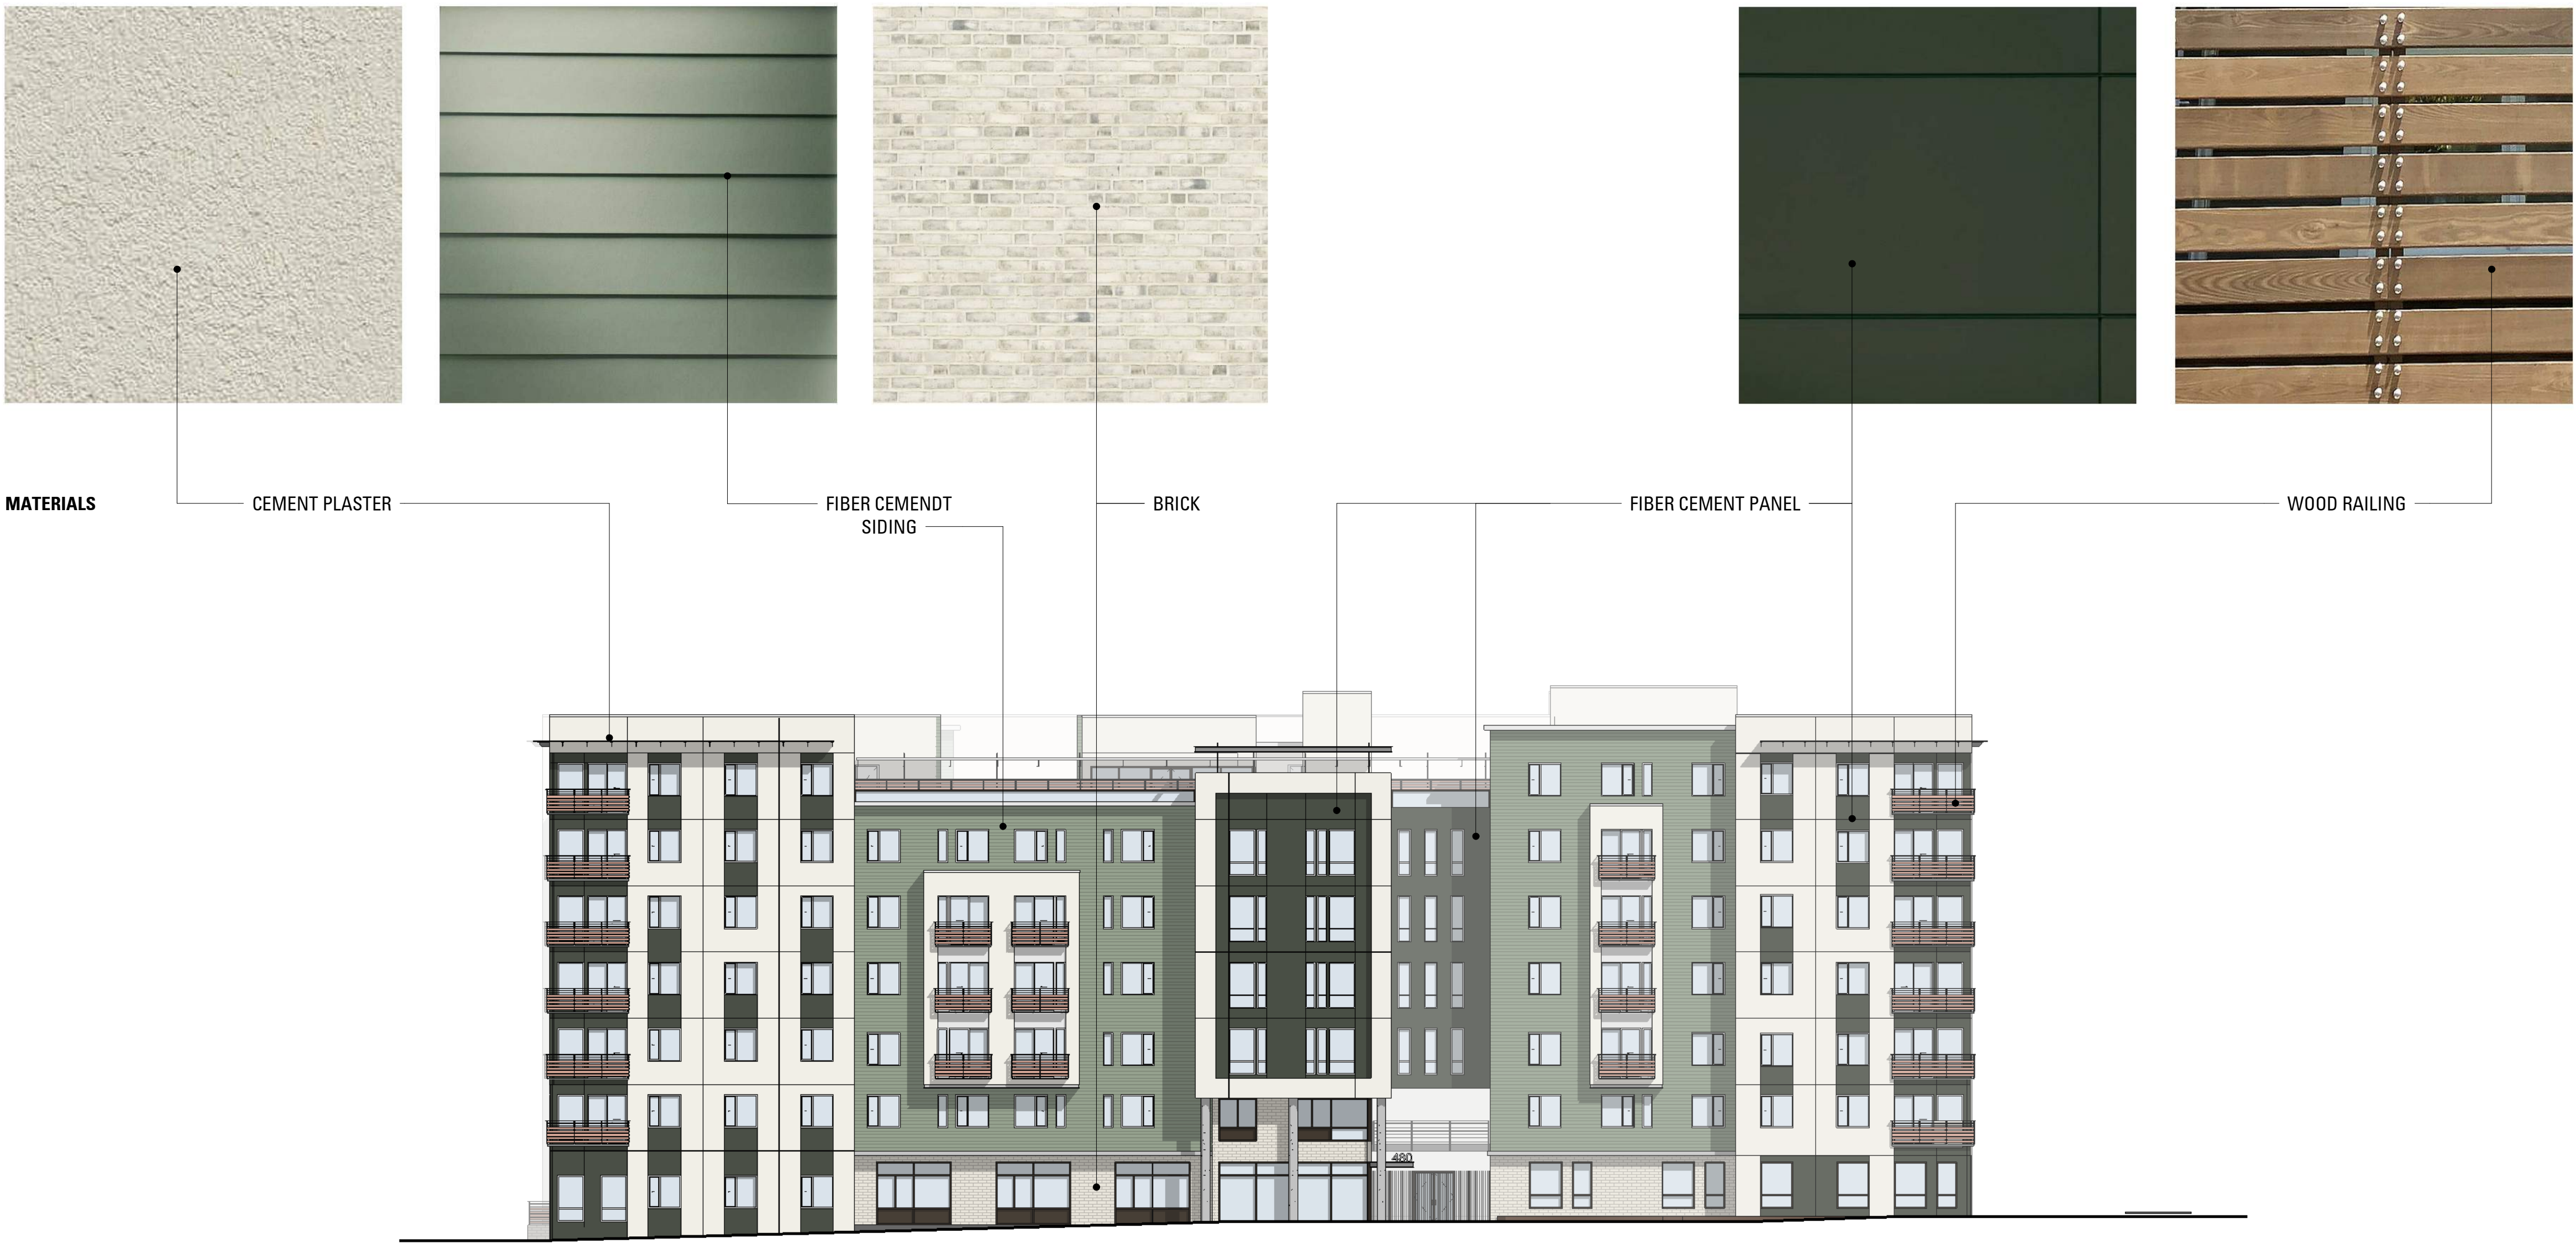 MATERIALS
CEMENT PLASTER
FIBER CEMENDT
SIDING
BRICK
FIBER CEMENT PANEL
WOOD RAILING
480